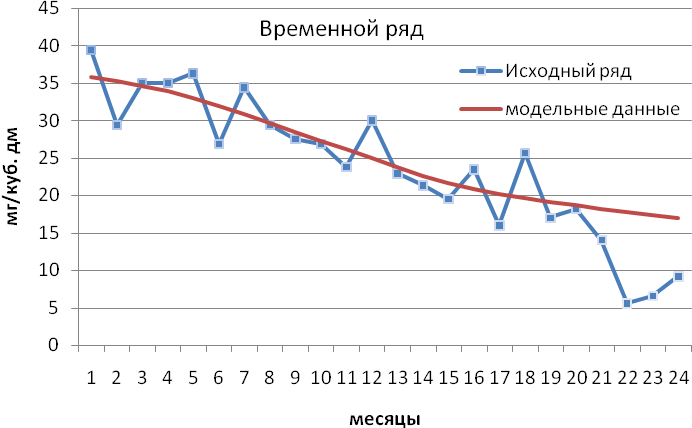 Временной ряд
45
40
35
30
25
20
15
10
5
0
мг/куб. дм
Исходный ряд
модельные данные
1 2 3 4 5 6 7 8 9 10 11 12 13 14 15 16 17 18 19 20 21 22 23 24
месяцы